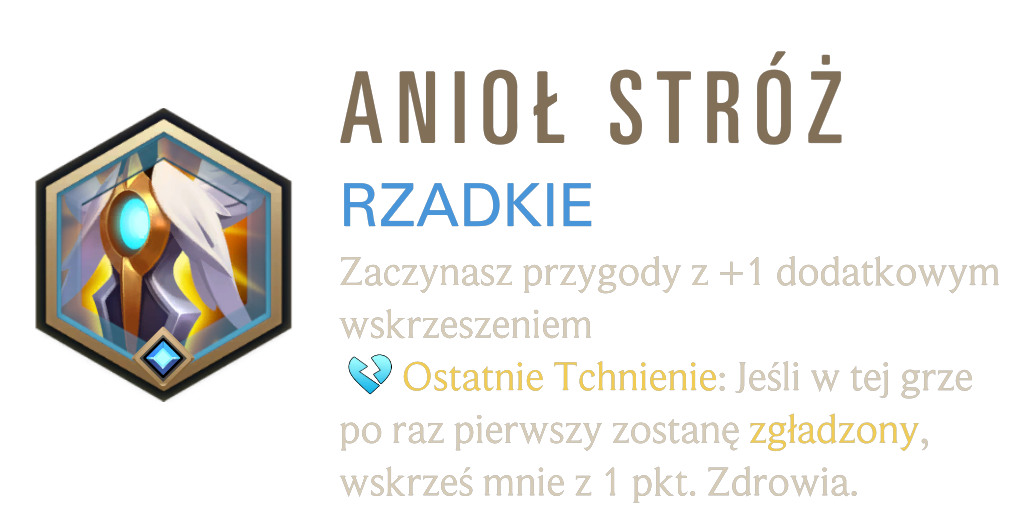 ANIOŁ STRÓŻ
RZADKIE
Zaczynasz przygody z +1 dodatkowym
wskrzeszeniem
Ostatnie Tchnienie: Jeśli w tej grze
po raz pierwszy zostanę zgładzony,
wskrześ mnie z 1 pkt. Zdrowia.